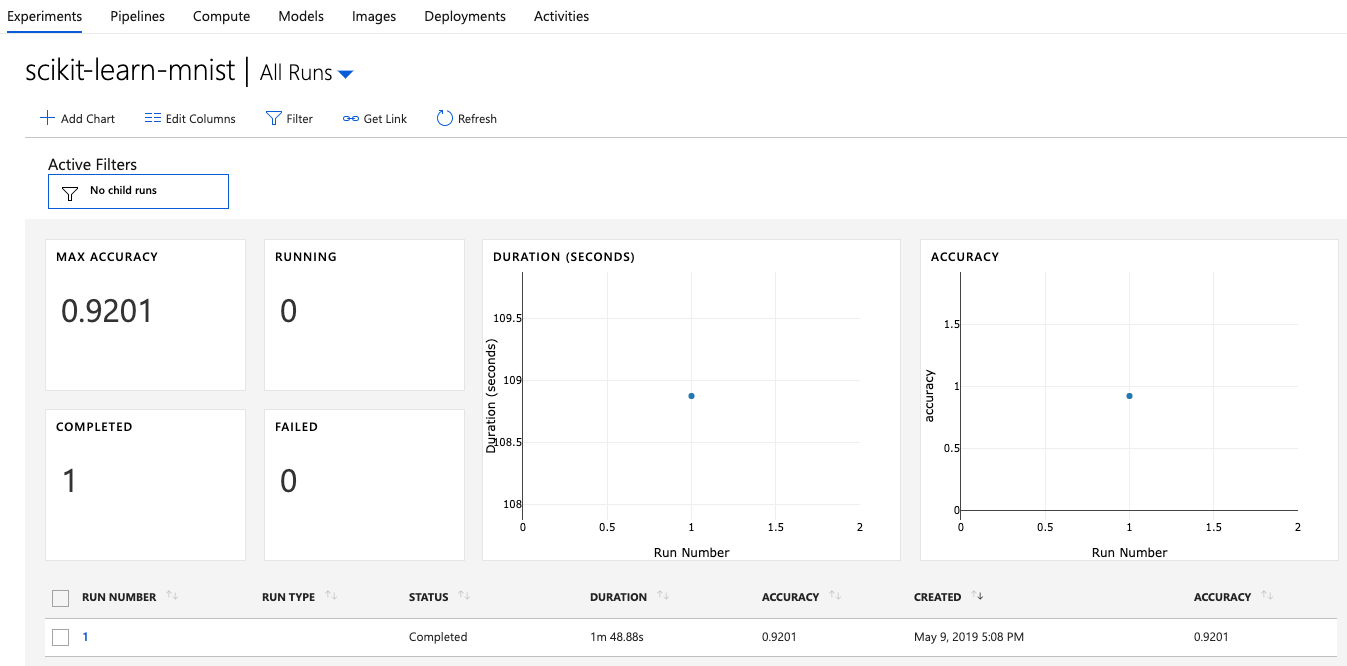 Experiments Pipelines Compute Models Images Deployments Activities
scikit-learn-mnist | All Runs
Add Chart Edit Columns Filter Get Link Refresh
Active Filters
No child runs
MAX ACCURACY
0.9201
RUNNING
0
COMPLETED
1
FAILED
0
DURATION (SECONDS)
Duration (seconds)
109.5
109
108.5
108
0 0.5 1 1.5 2
Run Number
ACCURACY
accuracy
1.5
1
0.5
0
0 0.5 1 1.5 2
Run Number
RUN NUMBER RUN TYPE STATUS DURATION ACCURACY CREATED ACCURACY
1 Completed 1m 48.88s 0.9201 May 9, 2019 5:08 PM 0.9201